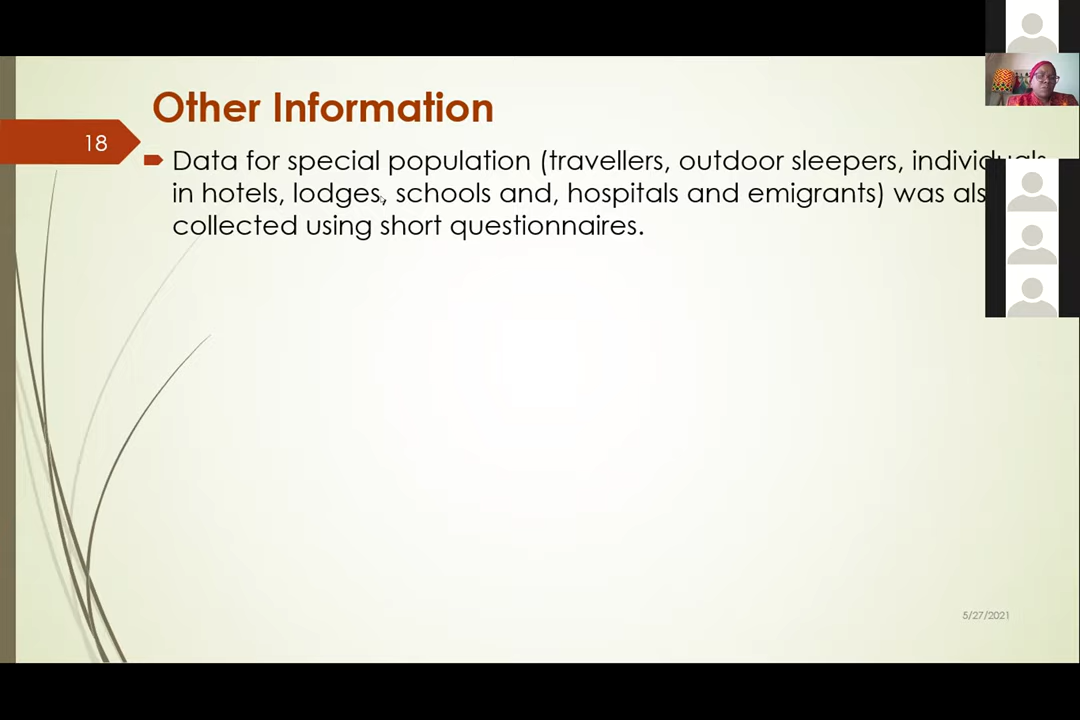 Other Information
18
Data for special population (travellers, outdoor sleepers, individuals
in hotels, lodges, schools and, hospitals and emigrants) was als
collected using short questionnaires.
5/27/2021